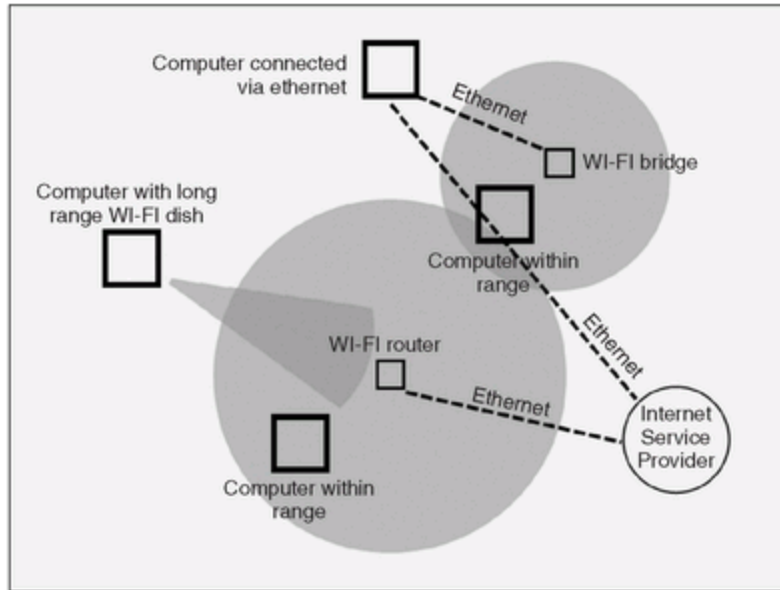 Computer connected
via ethernet
Ethernet
WI-FI bridge
Computer with long
range WI-FI dish
Computer within
range
WI-FI router
Ethernet
Ethernet
Internet
Service
Provider
Computer within
range